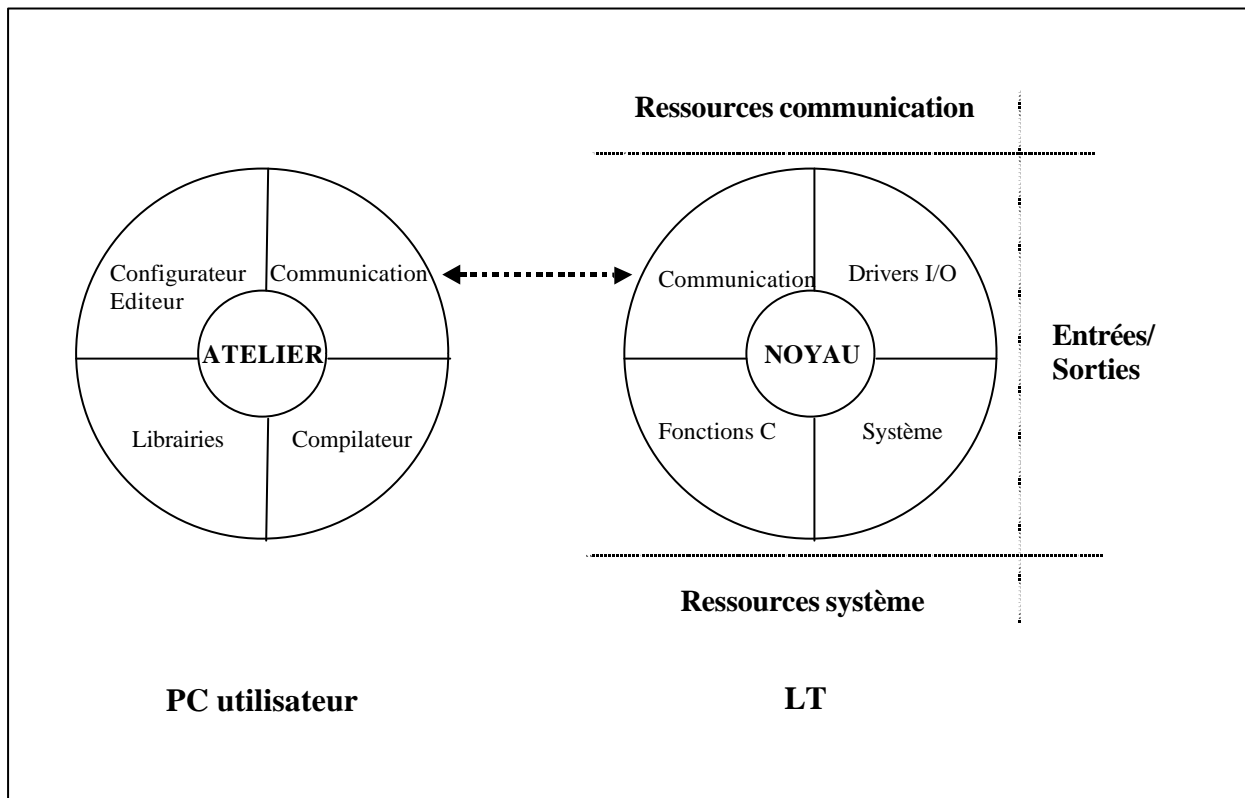 Ressources communication
Configurateur
Editeur
Communication
ATELIER
Librairies
Compilateur
Communication
Drivers I/O
NOYAU
Fonctions C
Système
Entrées/
Sorties
Ressources système
PC utilisateur
LT